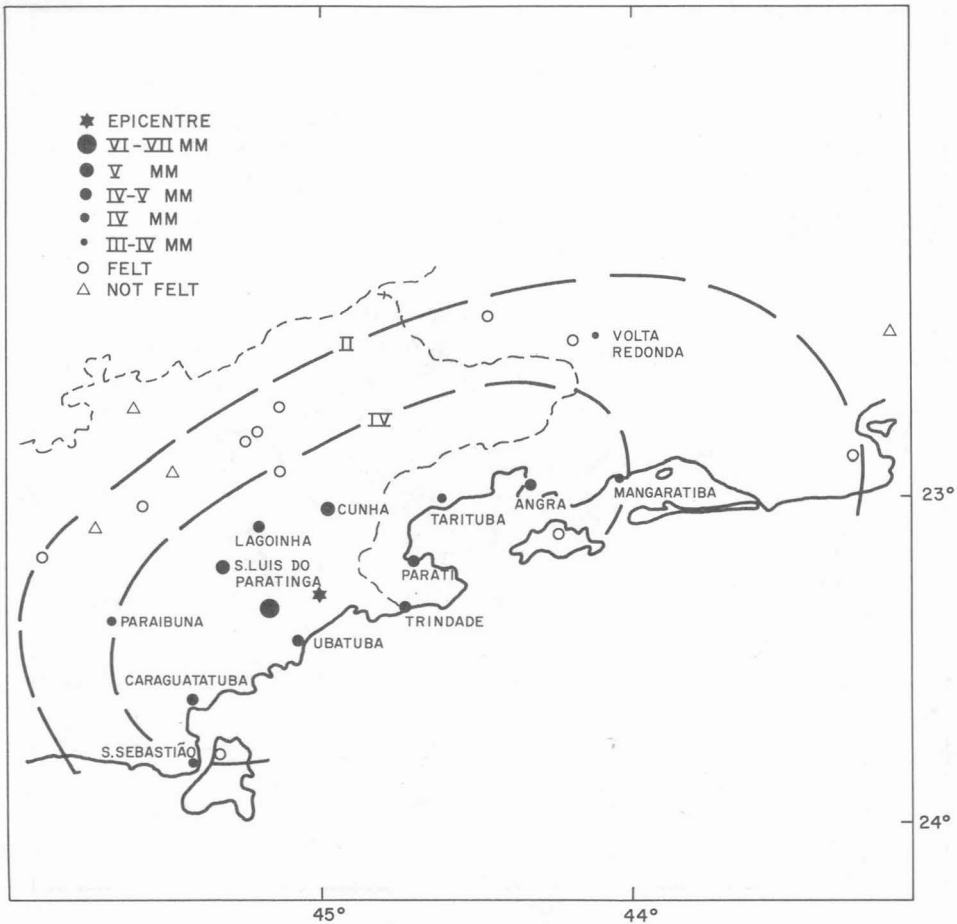 EPICENTRE
VI-VII MM
V MM
IV-V MM
IV MM
III-IV MM
FELT
NOT FELT
II
VOLTA
REDONDA
IV
23°
CUNHA
TARITUBA
ANGRA
MANGARATIBA
LAGOINHA
S.LUIS DO
PARATINGA
PARATI
PARAIBUNA
TRINDADE
UBATUBA
CARAGUATATUBA
S.SEBASTIÃO
24°
45°
44°